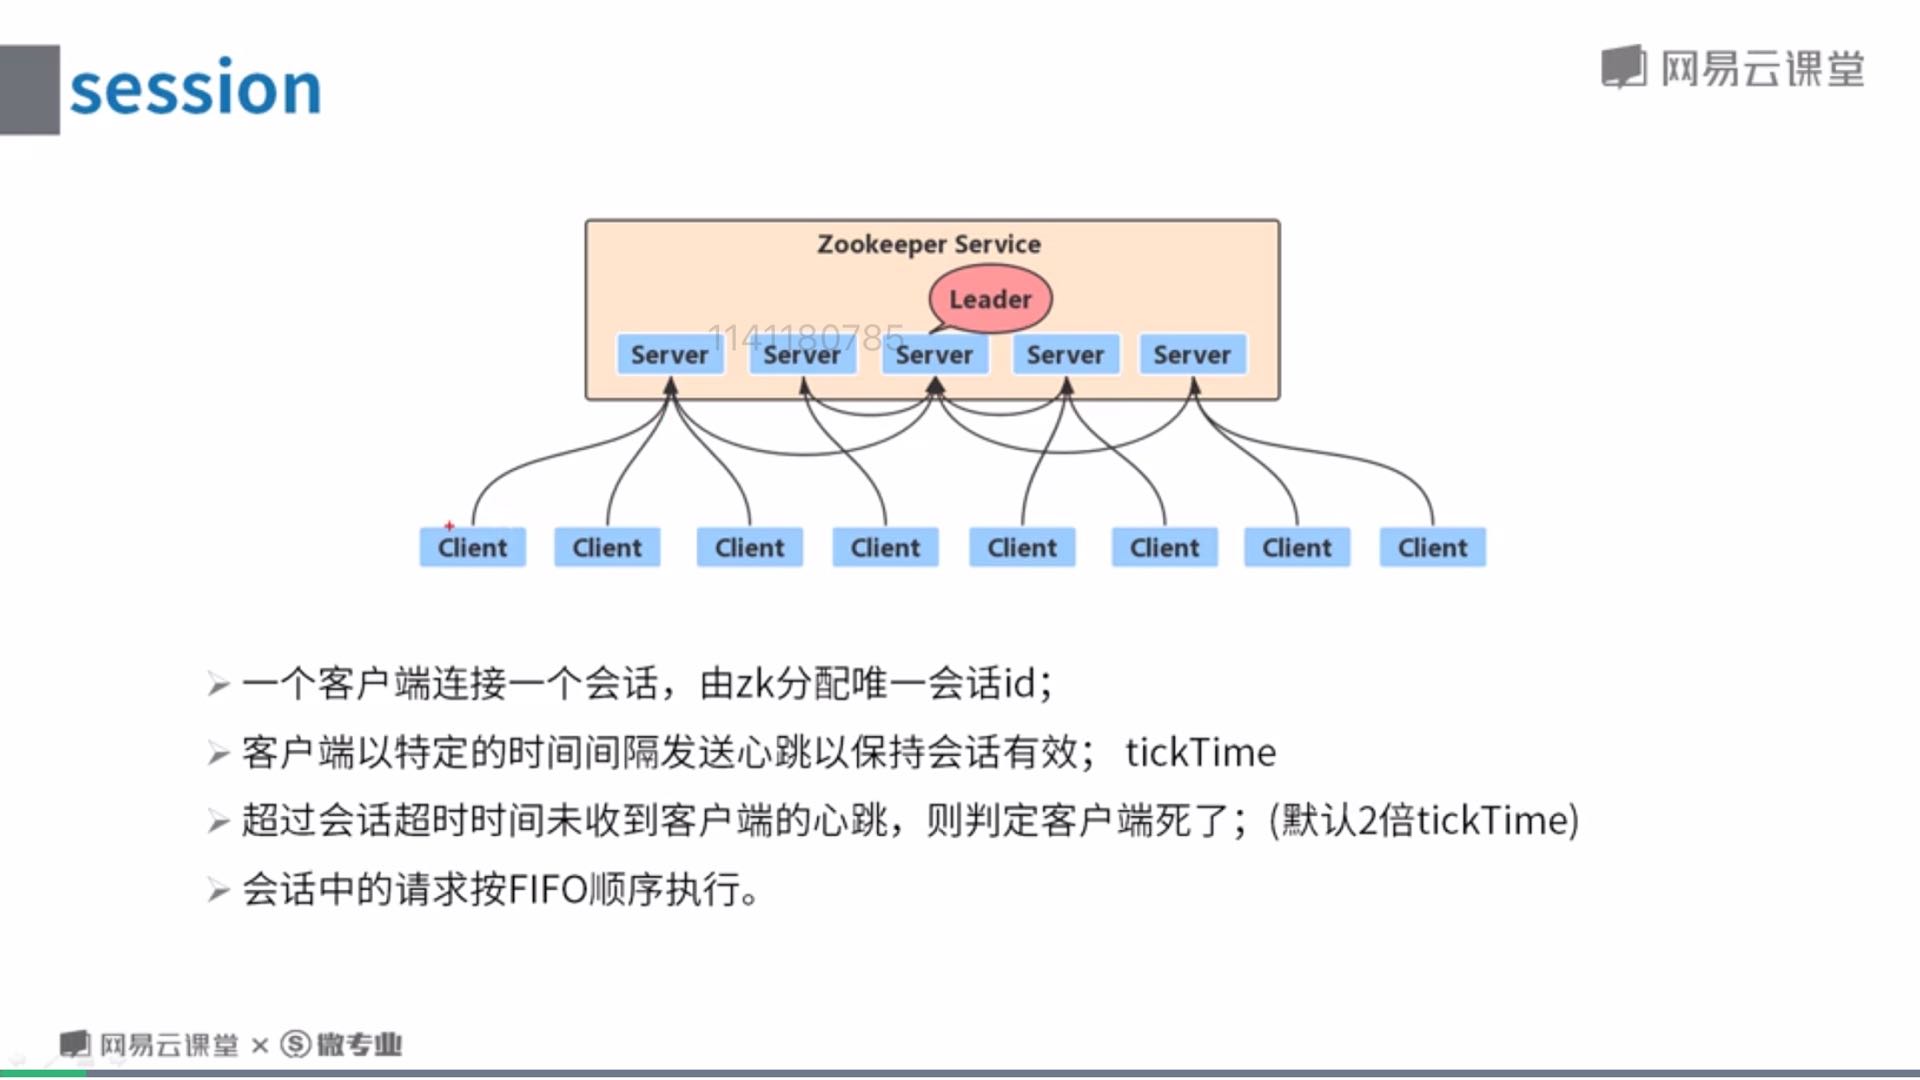 session
网易云课堂
Zookeeper Service
Leader
1141180785
Server Server Server Server Server
Client Client Client Client Client Client Client Client
一个客户端连接一个会话，由zk分配唯一会话id；
客户端以特定的时间间隔发送心跳以保持会话有效； tickTime
超过会话超时时间未收到客户端的心跳，则判定客户端死了；(默认2倍tickTime)
会话中的请求按FIFO顺序执行。
网易云课堂 × S 微专业